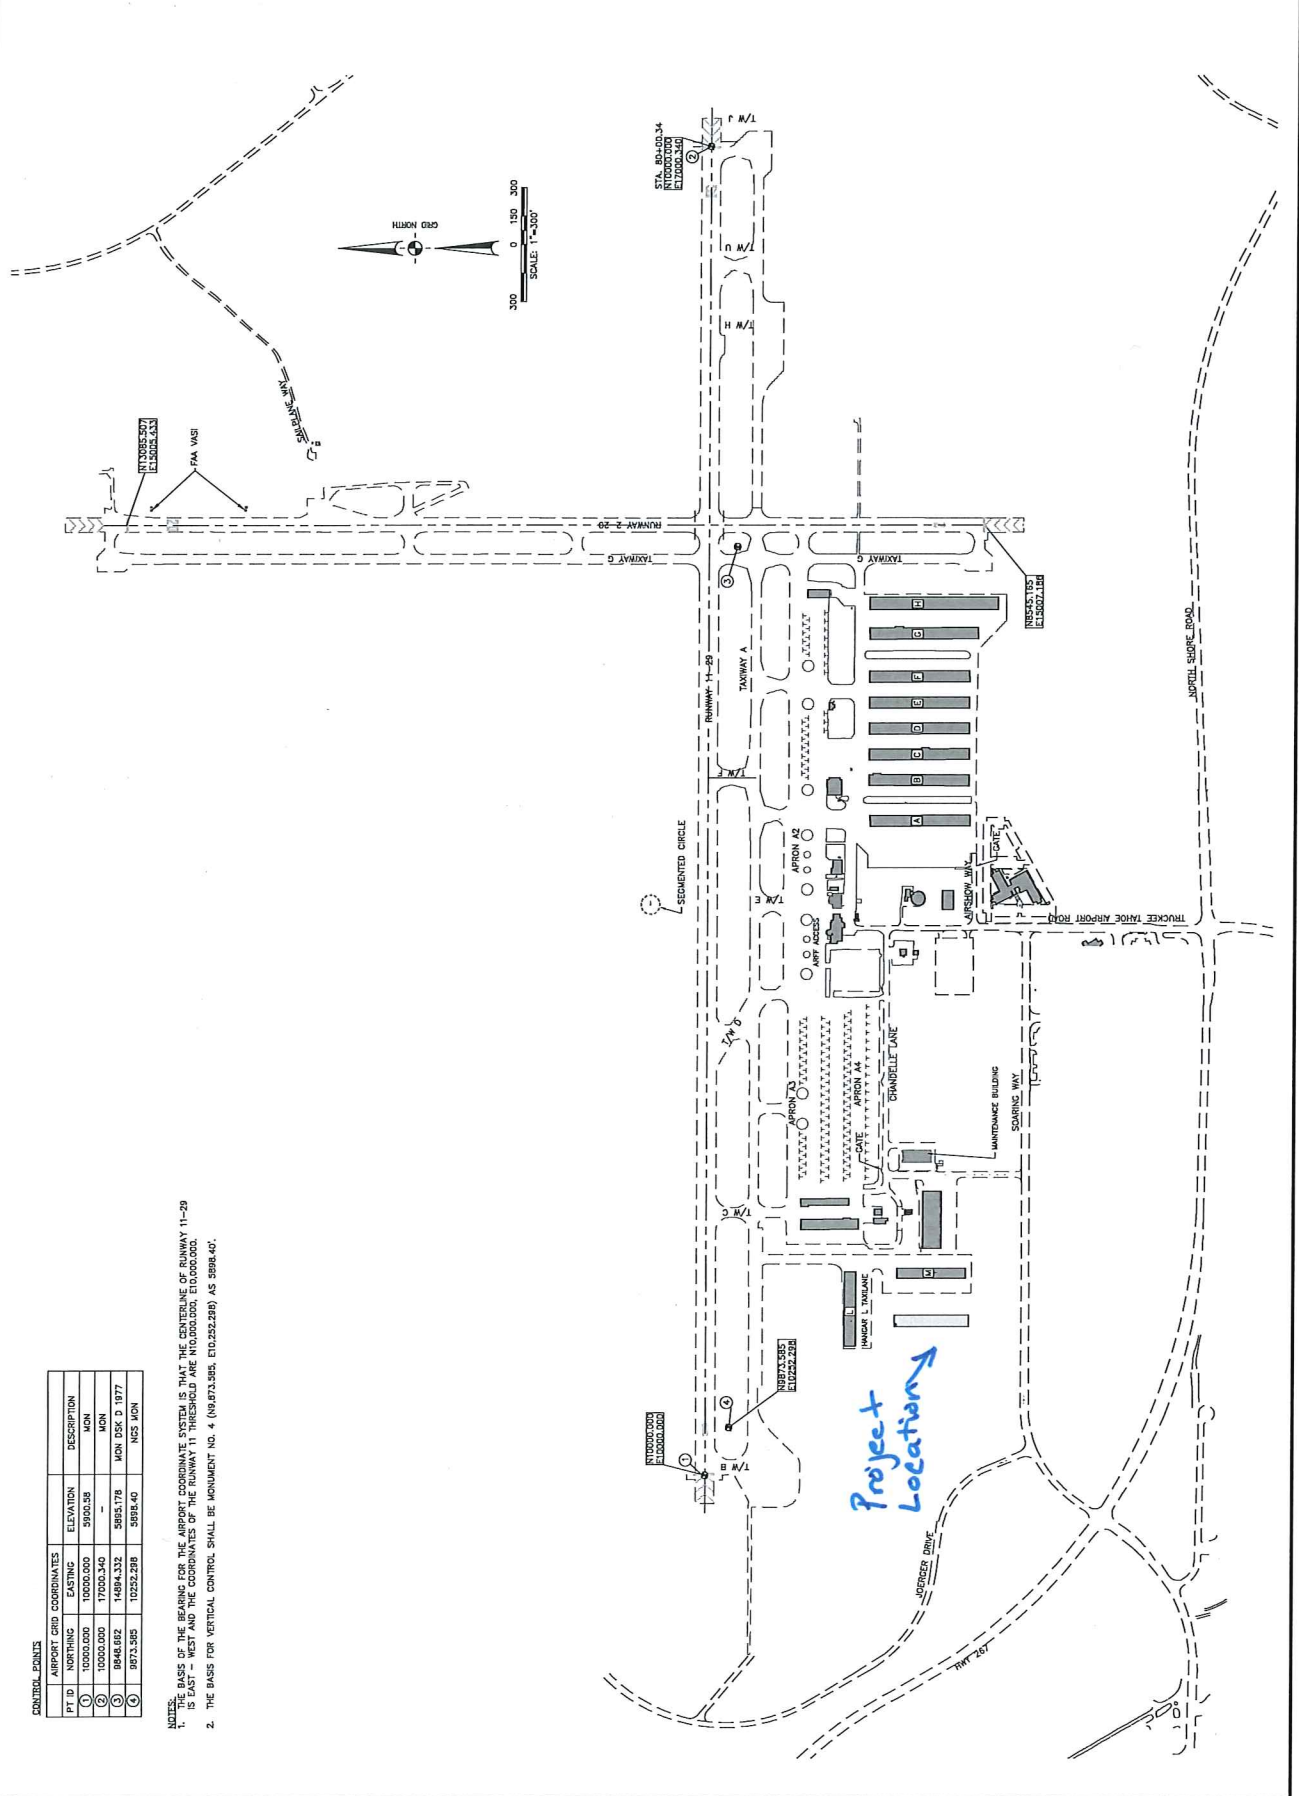 CONTROL POINTS
AIRPORT GRID COORDINATES
PT ID NORTHING EASTING ELEVATION DESCRIPTION
1 10000.000 10000.000 5900.58 MON
2 10000.000 17000.340 – MON
3 9848.662 14894.332 5895.178 MON DSK D 1977
4 9873.585 10252.298 5898.40 NGS MON
NOTES:
1. THE BASIS OF THE BEARING FOR THE AIRPORT COORDINATE SYSTEM IS THAT THE CENTERLINE OF RUNWAY 11–29
IS EAST – WEST AND THE COORDINATES OF THE RUNWAY 11 THRESHOLD ARE N10,000.000, E10,000.000.
2. THE BASIS FOR VERTICAL CONTROL SHALL BE MONUMENT NO. 4 (N9,873.585, E10,252.298) AS 5898.40'.
N13085.507
E15005.433
FAA VASI
SAILPLANE WAY
GRID NORTH
300 0 150 300
SCALE: 1"=300'
STA. 80+00.34
N10000.000
E17000.340
2
T/W J
T/W U
T/W H
RUNWAY 2-20
TAXIWAY G
TAXIWAY
G
3
N8545.165
E15007.186
RUNWAY 11-29
TAXIWAY A
T/W F
SEGMENTED CIRCLE
T/W E
T/W D
T/W C
T/W B
APRON A2
ARFF ACCESS
APRON A3
APRON A4
GATE
H
G
F
E
D
C
B
A
AIRSHOW WAY
GATE
TRUCKEE TAHOE AIRPORT ROAD
NORTH SHORE ROAD
CHANDELLE LANE
MAINTENANCE BUILDING
SOARING WAY
L
HANGAR L TAXILANE
M
N10000.000
E10000.000
1
4
N9873.585
E10252.298
Project
Location
JOERGER DRIVE
HWY 267